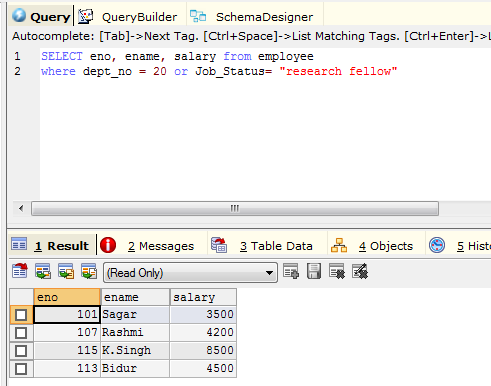 Query QueryBuilder SchemaDesigner
Autocomplete: [Tab]->Next Tag. [Ctrl+Space]->List Matching Tags. [Ctrl+Enter]->L
1 SELECT eno, ename, salary from employee
2 where dept_no = 20 or Job_Status= "research fellow"
1 Result 2 Messages 3 Table Data 4 Objects 5 Hist
(Read Only)
eno ename salary
101 Sagar 3500
107 Rashmi 4200
115 K.Singh 8500
113 Bidur 4500